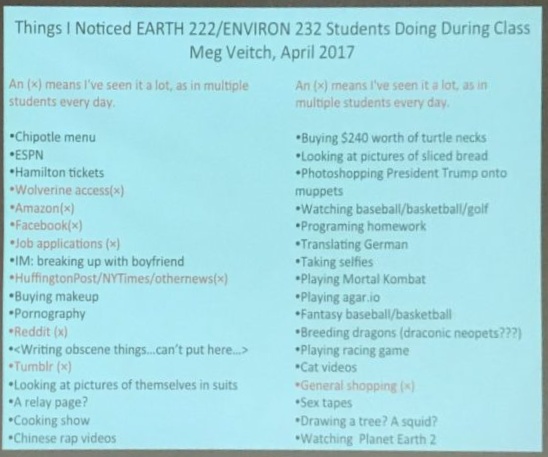 Things I Noticed EARTH 222/ENVIRON 232 Students Doing During Class
Meg Veitch, April 2017
An (×) means I've seen it a lot, as in multiple
students every day.
•Chipotle menu
•ESPN
•Hamilton tickets
•Wolverine access(×)
•Amazon(×)
•Facebook(×)
•Job applications (×)
•IM: breaking up with boyfriend
•HuffingtonPost/NYTimes/othernews(×)
•Buying makeup
•Pornography
•Reddit (×)
•<Writing obscene things...can't put here...>
•Tumblr (×)
•Looking at pictures of themselves in suits
•A relay page?
•Cooking show
•Chinese rap videos
An (×) means I've seen it a lot, as in
multiple students every day.
•Buying $240 worth of turtle necks
•Looking at pictures of sliced bread
•Photoshopping President Trump onto
muppets
•Watching baseball/basketball/golf
•Programing homework
•Translating German
•Taking selfies
•Playing Mortal Kombat
•Playing agar.io
•Fantasy baseball/basketball
•Breeding dragons (draconic neopets???)
•Playing racing game
•Cat videos
•General shopping (×)
•Sex tapes
•Drawing a tree? A squid?
•Watching Planet Earth 2